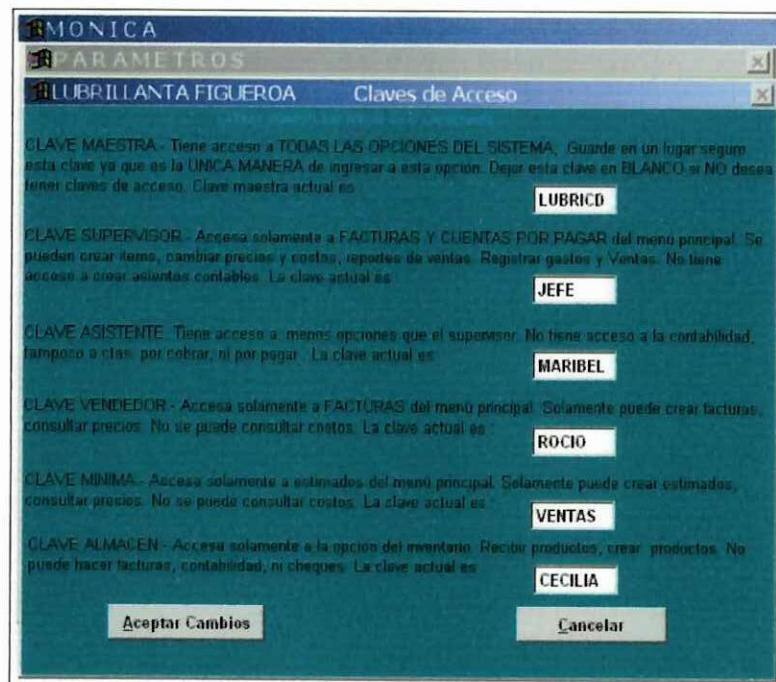 MONICA
PARAMETROS
LUBRILLANTA FIGUEROA Claves de Acceso
CLAVE MAESTRA.- Tiene acceso a TODAS LAS OPCIONES DEL SISTEMA, Guarde en un lugar seguro
esta clave ya que es la UNICA MANERA de ingresar a esta opción. Dejar esta clave en BLANCO si NO desea
tener claves de acceso. Clave maestra actual es
LUBRICD
CLAVE SUPERVISOR.- Accesa solamente a FACTURAS Y CUENTAS POR PAGAR del menú principal. Se
pueden crear items, cambiar precios y costos, reportes de ventas. Registrar gastos y Ventas. No tiene
acceso a crear asientos contables. La clave actual es :
JEFE
CLAVE ASISTENTE. Tiene acceso a menos opciones que el supervisor. No tiene acceso a la contabilidad,
tampoco a ctas. por cobrar, ni por pagar . La clave actual es:
MARIBEL
CLAVE VENDEDOR.- Accesa solamente a FACTURAS del menú principal. Solamente puede crear facturas,
consultar precios. No se puede consultar costos. La clave actual es :
ROCIO
CLAVE MINIMA.- Accesa solamente a estimados del menú principal. Solamente puede crear estimados,
consultar precios. No se puede consultar costos. La clave actual es :
VENTAS
CLAVE ALMACEN - Accesa solamente a la opción del inventario. Recibir productos, crear productos. No
puede hacer facturas, contabilidad, ni cheques. La clave actual es
CECILIA
Aceptar Cambios Cancelar